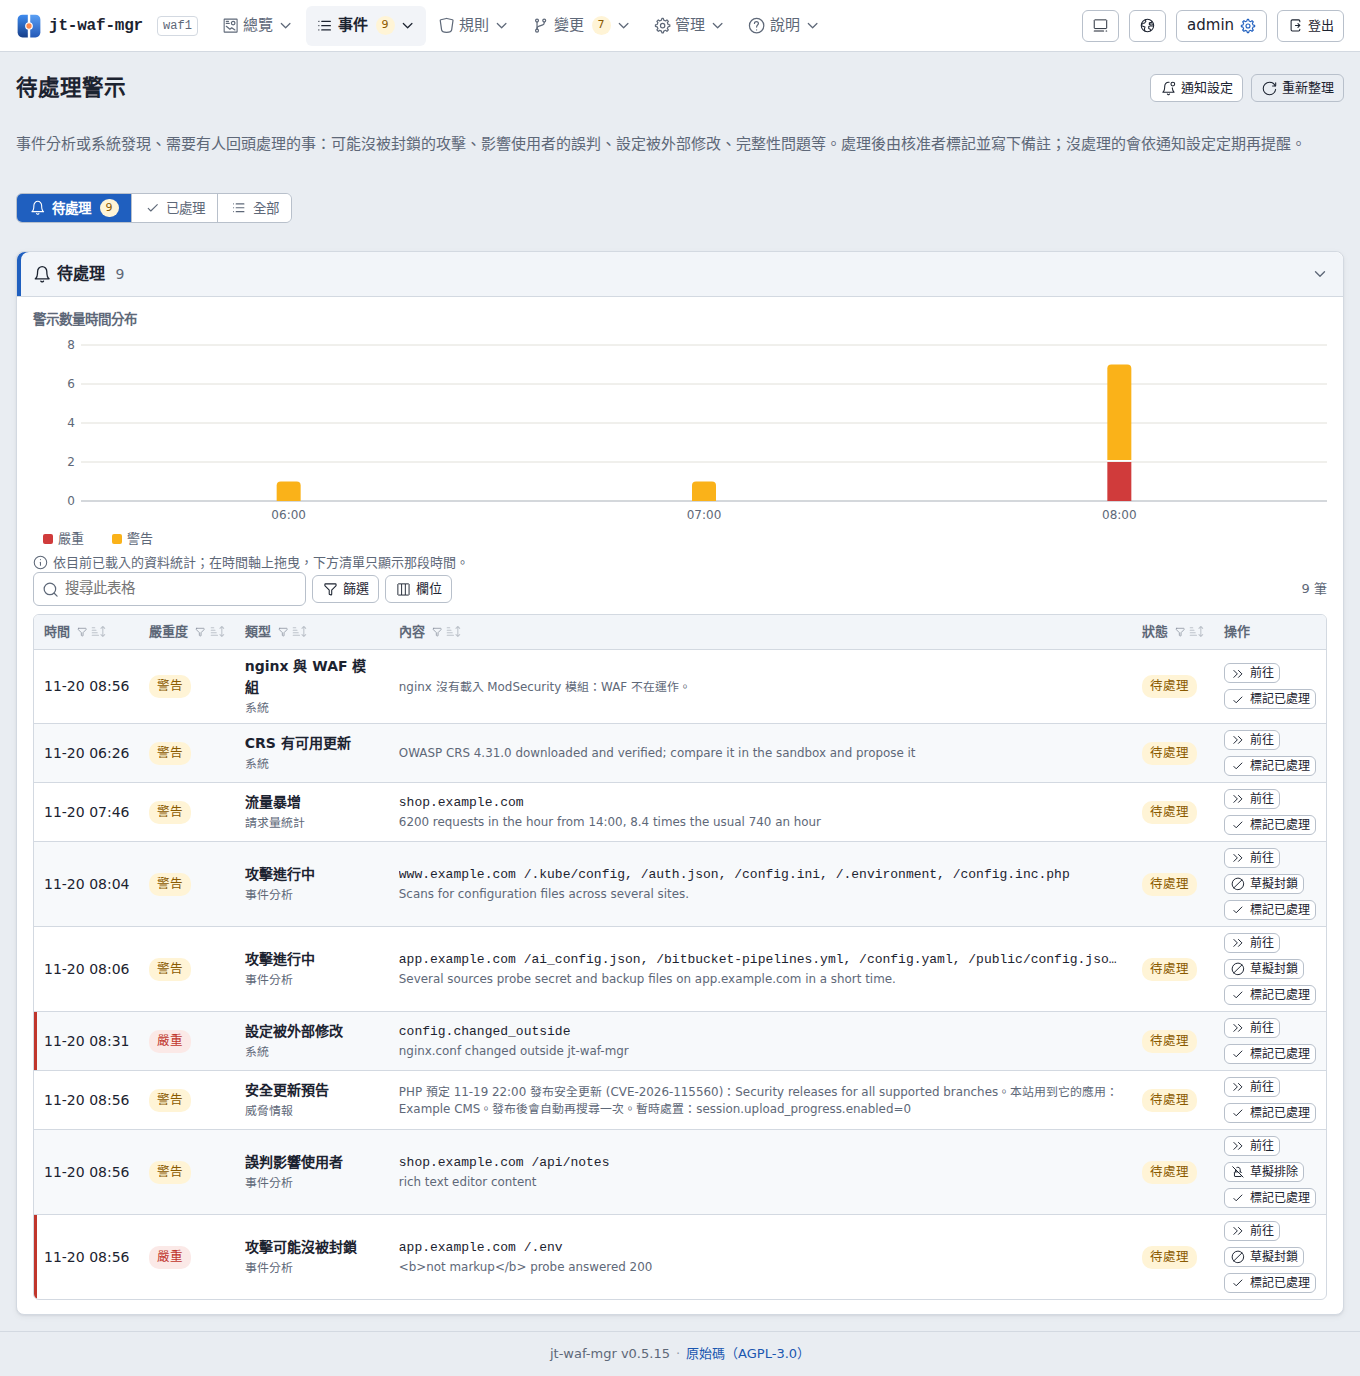 jt-waf-mgr waf1 總覽 事件 9 規則 變更 7 管理 說明 admin 登出
待處理警示 通知設定 重新整理
事件分析或系統發現、需要有人回頭處理的事：可能沒被封鎖的攻擊、影響使用者的誤判、設定被外部修改、完整性問題等。處理後由核准者標記並寫下備註；沒處理的會依通知設定定期再提醒。
待處理 9 已處理 全部
待處理 9
警示數量時間分布
8
6
4
2
0
06:00 07:00 08:00
嚴重 警告
依目前已載入的資料統計；在時間軸上拖曳，下方清單只顯示那段時間。
搜尋此表格 篩選 欄位 9 筆
時間 嚴重度 類型 內容 狀態 操作
11-20 08:56 警告 nginx 與 WAF 模組 系統 nginx 沒有載入 ModSecurity 模組：WAF 不在運作。 待處理 前往 標記已處理
11-20 06:26 警告 CRS 有可用更新 系統 OWASP CRS 4.31.0 downloaded and verified; compare it in the sandbox and propose it 待處理 前往 標記已處理
11-20 07:46 警告 流量暴增 請求量統計 shop.example.com 6200 requests in the hour from 14:00, 8.4 times the usual 740 an hour 待處理 前往 標記已處理
11-20 08:04 警告 攻擊進行中 事件分析 www.example.com /.kube/config, /auth.json, /config.ini, /.environment, /config.inc.php Scans for configuration files across several sites. 待處理 前往 草擬封鎖 標記已處理
11-20 08:06 警告 攻擊進行中 事件分析 app.example.com /ai_config.json, /bitbucket-pipelines.yml, /config.yaml, /public/config.jso… Several sources probe secret and backup files on app.example.com in a short time. 待處理 前往 草擬封鎖 標記已處理
11-20 08:31 嚴重 設定被外部修改 系統 config.changed_outside nginx.conf changed outside jt-waf-mgr 待處理 前往 標記已處理
11-20 08:56 警告 安全更新預告 威脅情報 PHP 預定 11-19 22:00 發布安全更新 (CVE-2026-115560)：Security releases for all supported branches。本站用到它的應用：Example CMS。發布後會自動再搜尋一次。暫時處置：session.upload_progress.enabled=0 待處理 前往 標記已處理
11-20 08:56 警告 誤判影響使用者 事件分析 shop.example.com /api/notes rich text editor content 待處理 前往 草擬排除 標記已處理
11-20 08:56 嚴重 攻擊可能沒被封鎖 事件分析 app.example.com /.env <b>not markup</b> probe answered 200 待處理 前往 草擬封鎖 標記已處理
jt-waf-mgr v0.5.15 · 原始碼（AGPL-3.0）